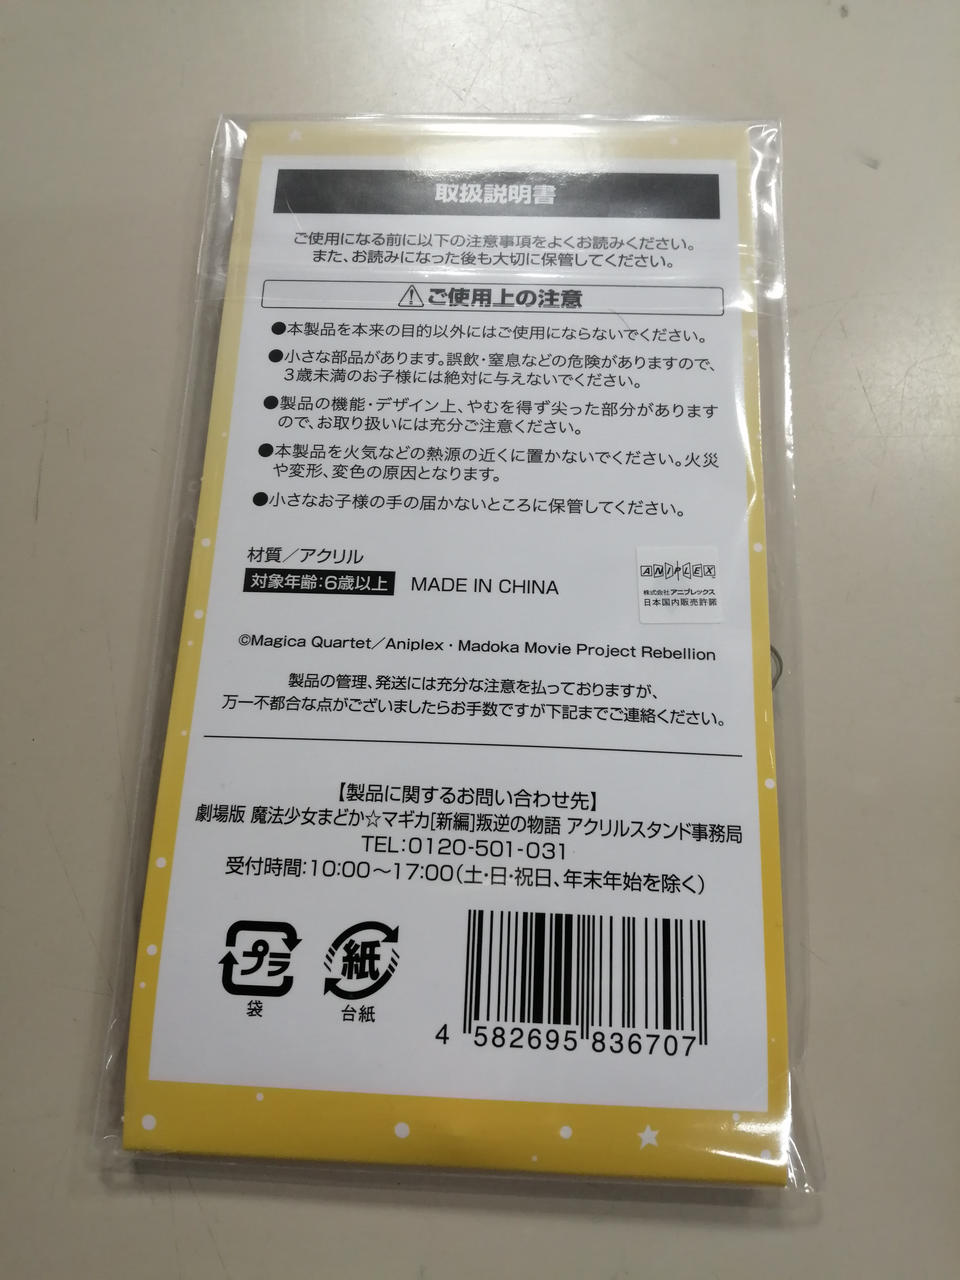 取扱説明書
ご使用になる前に以下の注意事項をよくお読みください。
また、お読みになった後も大切に保管してください。
⚠ご使用上の注意
●本製品を本来の目的以外にはご使用にならないでください。
●小さな部品があります。誤飲・窒息などの危険がありますので、
3歳未満のお子様には絶対に与えないでください。
●製品の機能・デザイン上、やむを得ず尖った部分があります
ので、お取り扱いには充分ご注意ください。
●本製品を火気などの熱源の近くに置かないでください。火災
や変形、変色の原因となります。
●小さなお子様の手の届かないところに保管してください。
材質／アクリル
対象年齢:6歳以上 MADE IN CHINA
ANIPLEX
株式会社アニプレックス
日本国内販売許諾
©Magica Quartet／Aniplex・Madoka Movie Project Rebellion
製品の管理、発送には充分な注意を払っておりますが、
万一不都合な点がございましたらお手数ですが下記までご連絡ください。
【製品に関するお問い合わせ先】
劇場版 魔法少女まどか☆マギカ[新編]叛逆の物語 アクリルスタンド事務局
TEL:0120-501-031
受付時間:10:00～17:00(土・日・祝日、年末年始を除く)
プラ
袋
紙
台紙
4 582695 836707